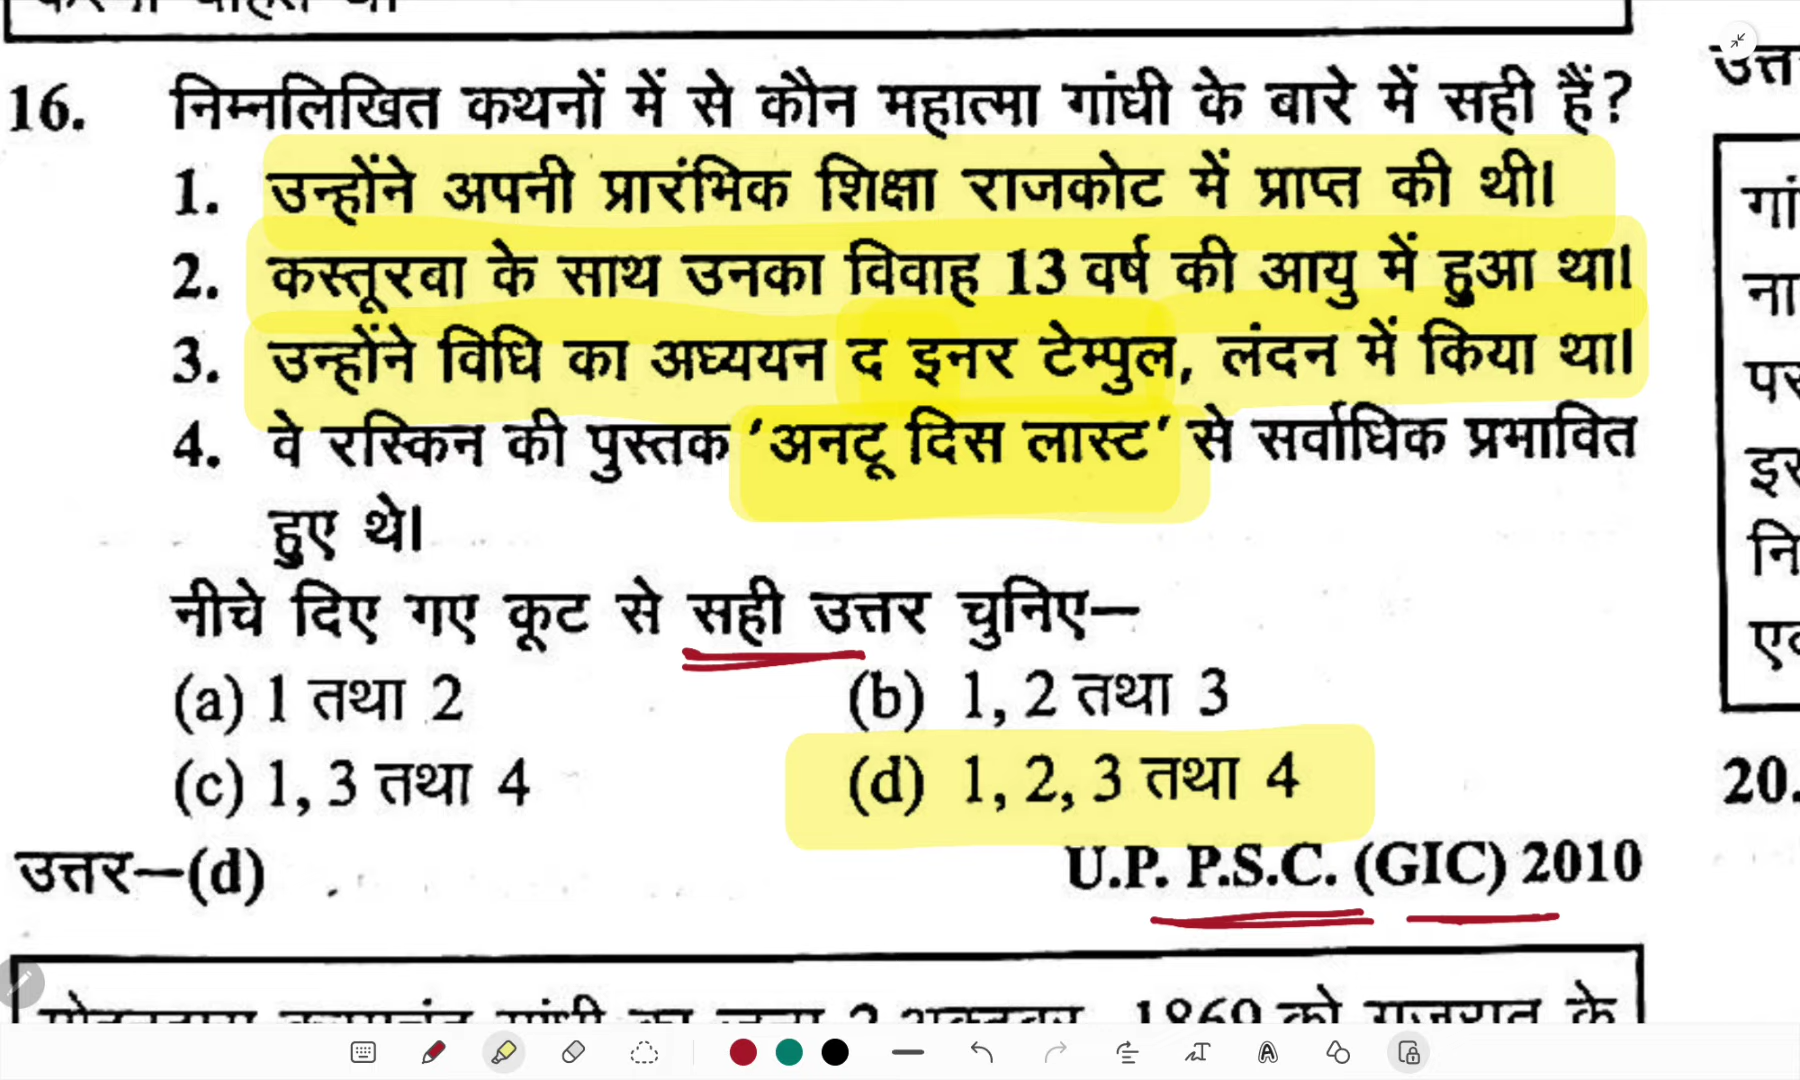 16. निम्नलिखित कथनों में से कौन महात्मा गांधी के बारे में सही हैं?
1. उन्होंने अपनी प्रारंभिक शिक्षा राजकोट में प्राप्त की थी।
2. कस्तूरबा के साथ उनका विवाह 13 वर्ष की आयु में हुआ था।
3. उन्होंने विधि का अध्ययन द इनर टेम्पुल, लंदन में किया था।
4. वे रस्किन की पुस्तक ‘अनटू दिस लास्ट’ से सर्वाधिक प्रभावित
हुए थे।
नीचे दिए गए कूट से सही उत्तर चुनिए—
(a) 1 तथा 2 (b) 1, 2 तथा 3
(c) 1, 3 तथा 4 (d) 1, 2, 3 तथा 4
उत्तर—(d) U.P. P.S.C. (GIC) 2010
20.